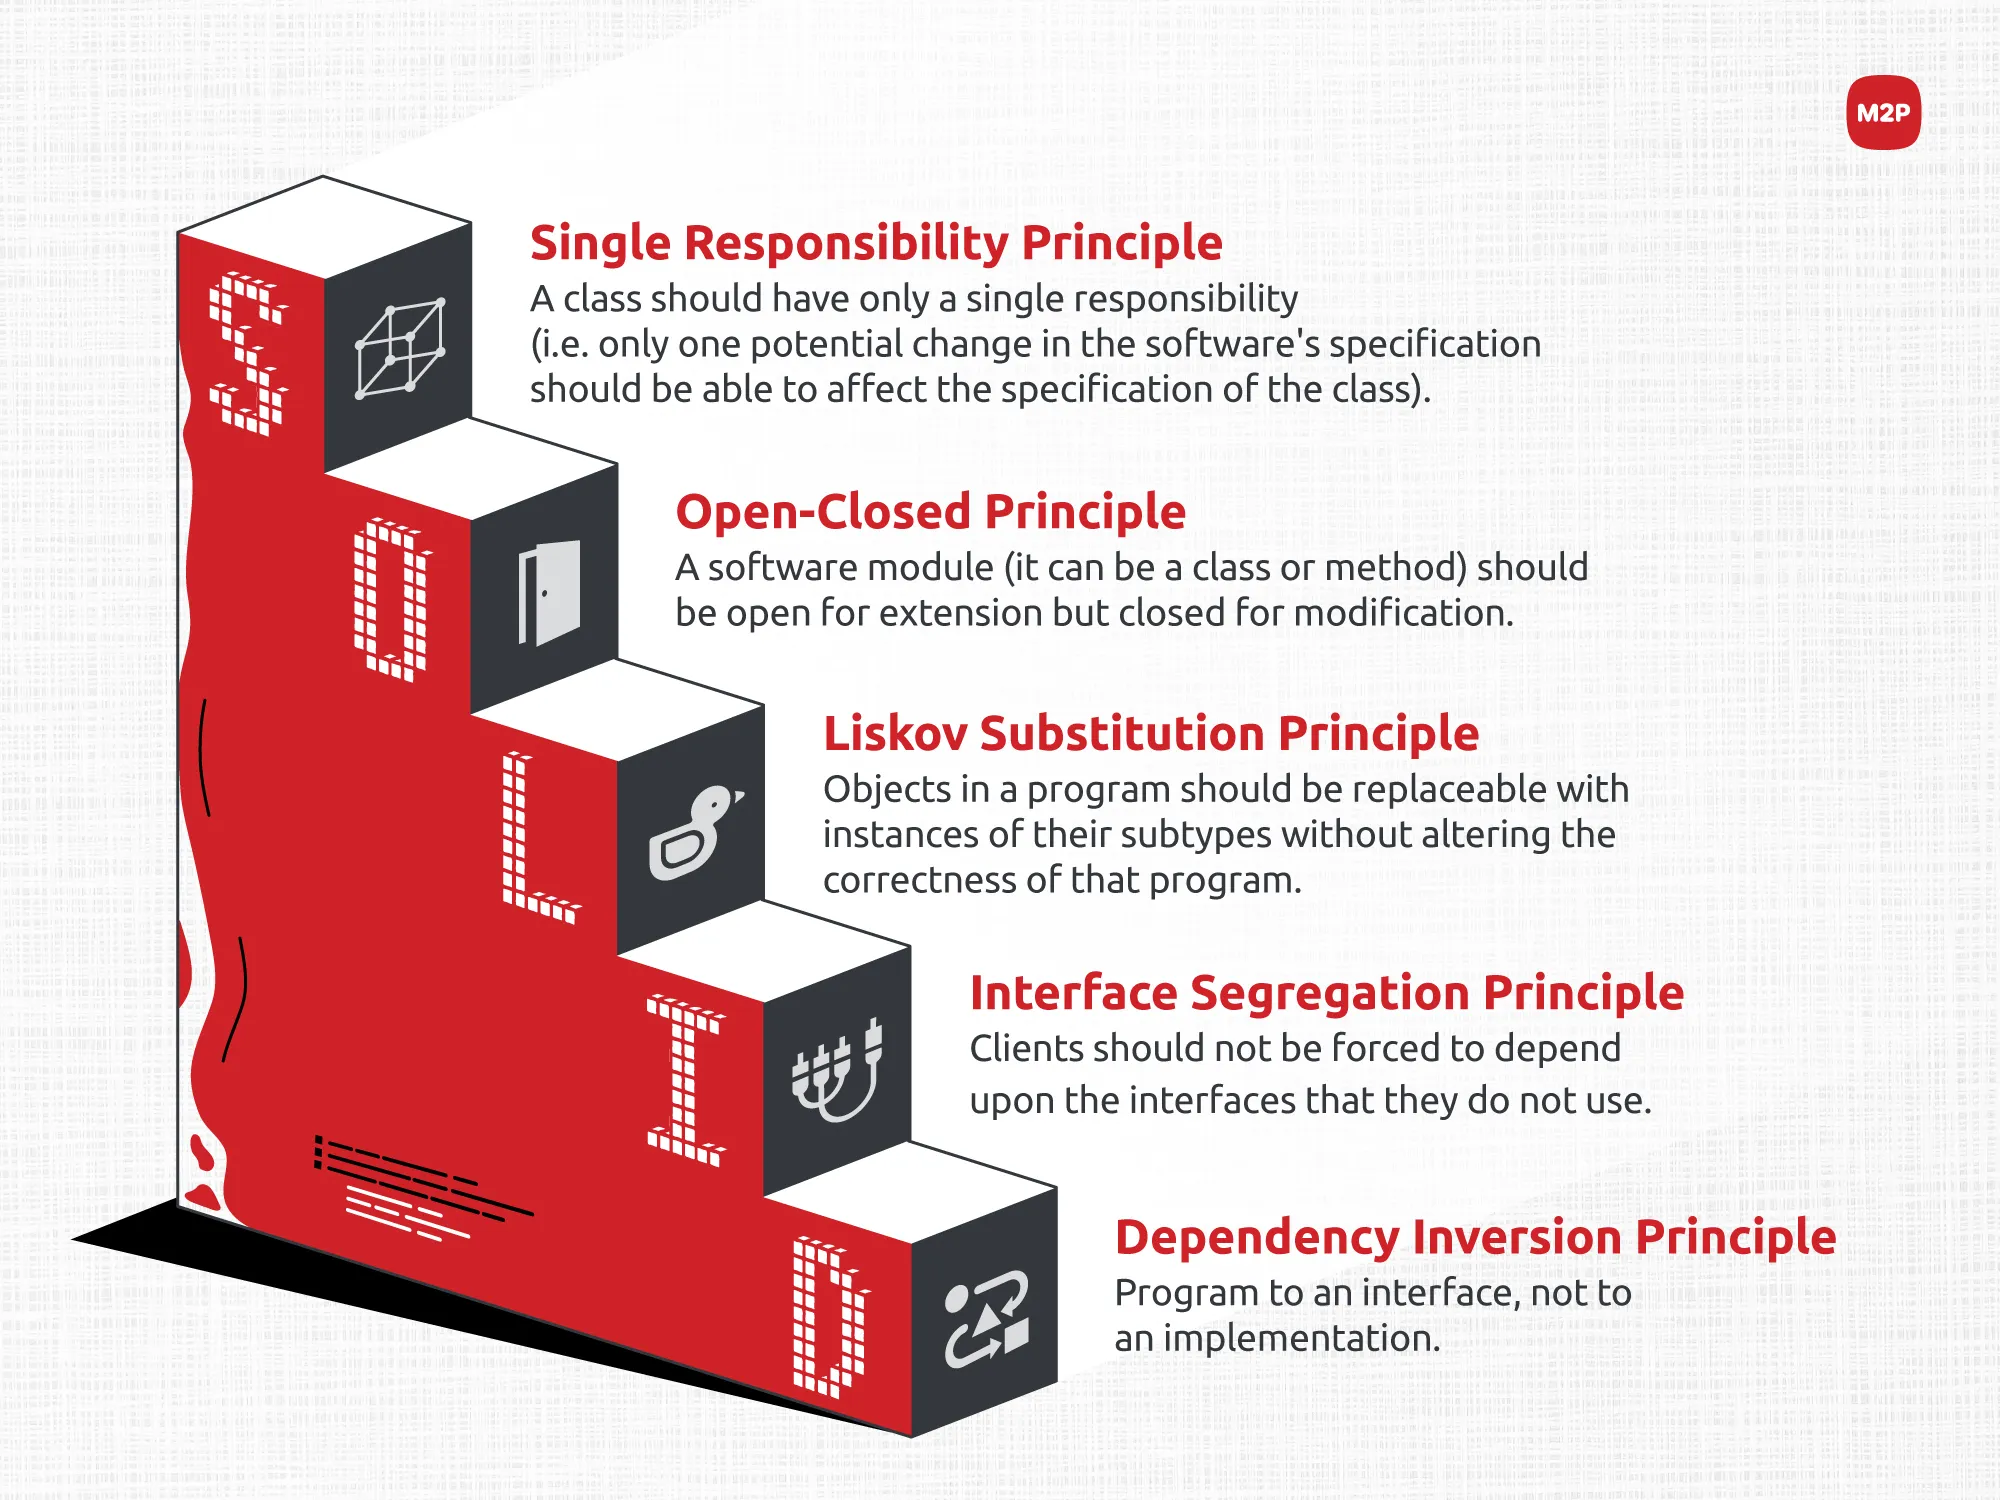 M2P
S
Single Responsibility Principle
A class should have only a single responsibility
(i.e. only one potential change in the software's specification
should be able to affect the specification of the class).
O
Open-Closed Principle
A software module (it can be a class or method) should
be open for extension but closed for modification.
L
Liskov Substitution Principle
Objects in a program should be replaceable with
instances of their subtypes without altering the
correctness of that program.
I
Interface Segregation Principle
Clients should not be forced to depend
upon the interfaces that they do not use.
D
Dependency Inversion Principle
Program to an interface, not to
an implementation.